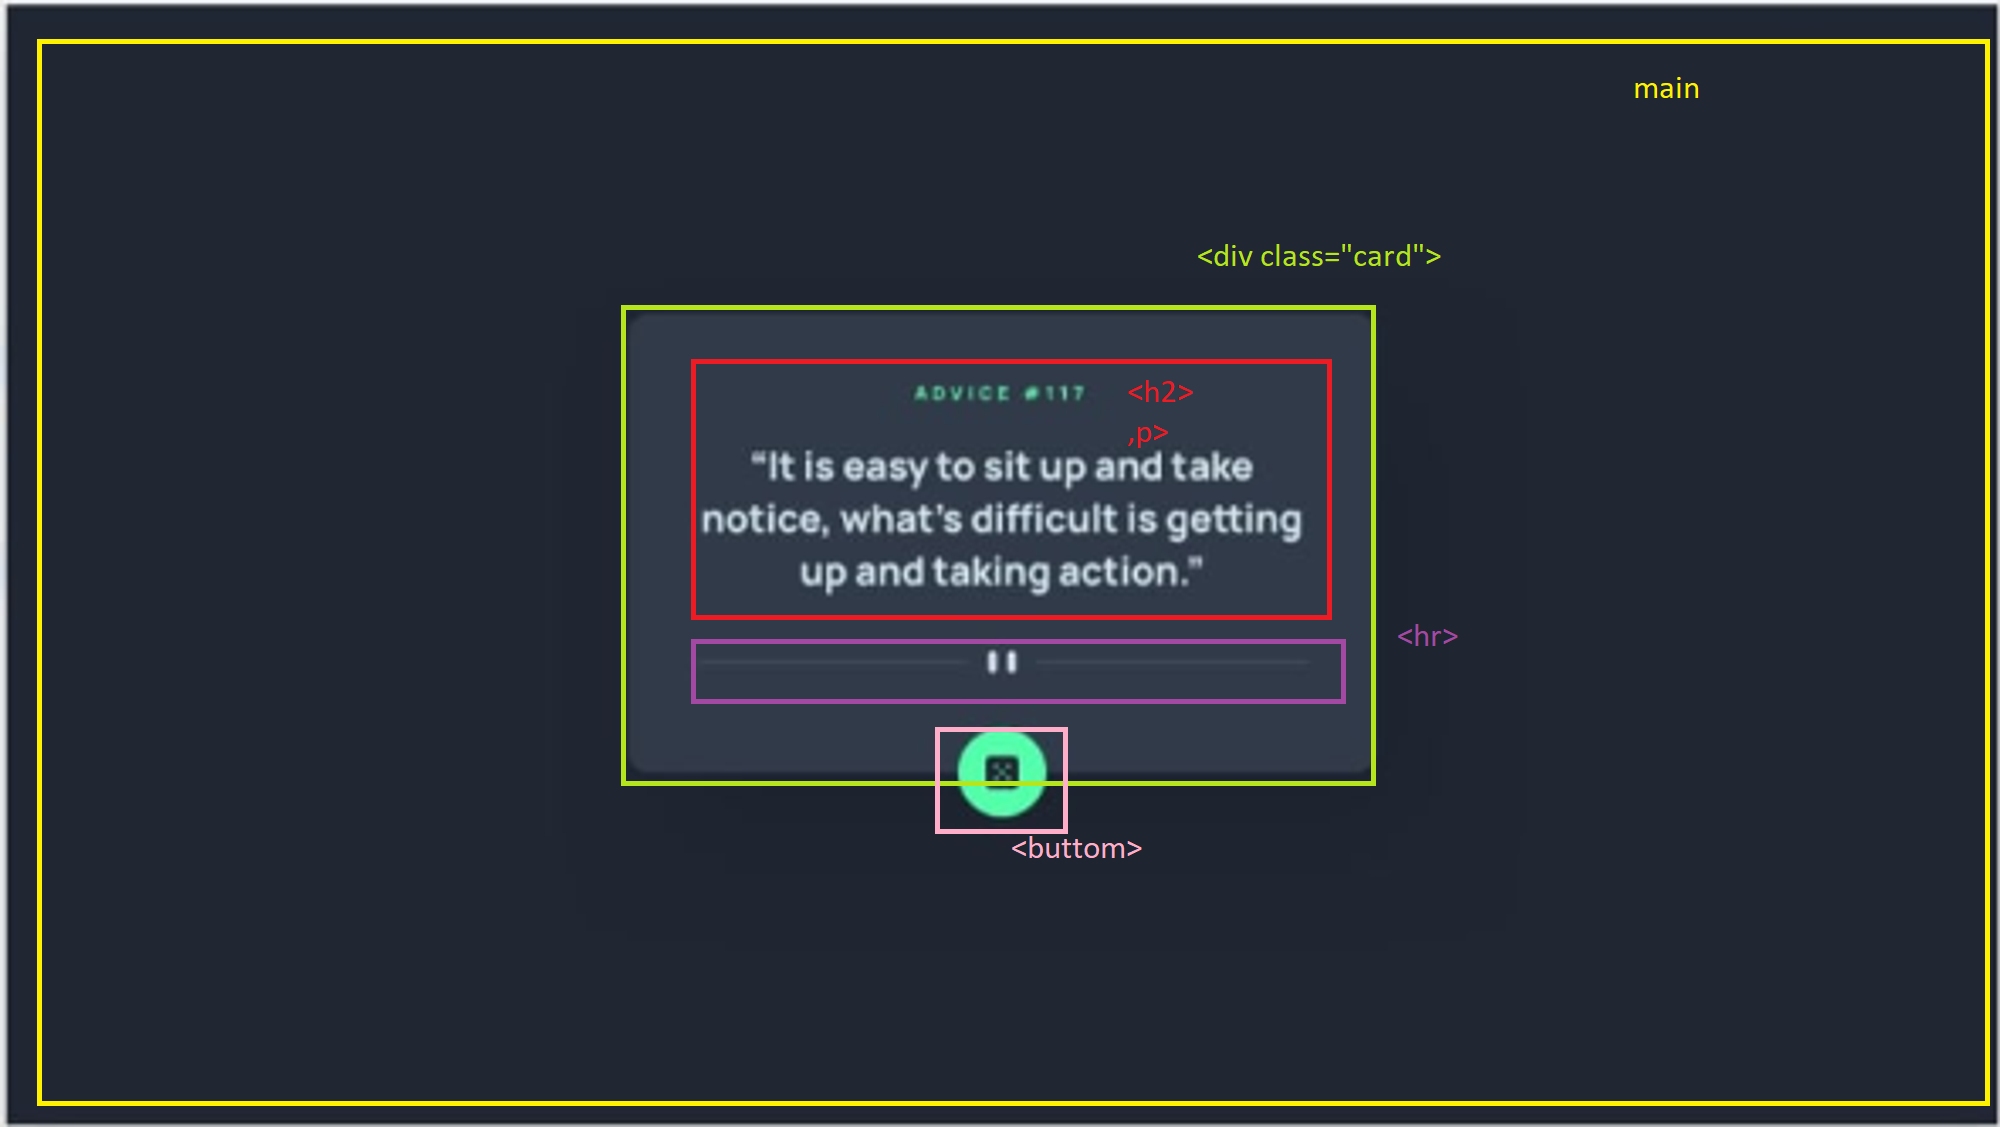 main
<div class="card">
ADVICE #117
<h2>
,p>
“It is easy to sit up and take
notice, what’s difficult is getting
up and taking action.”
<hr>
<buttom>